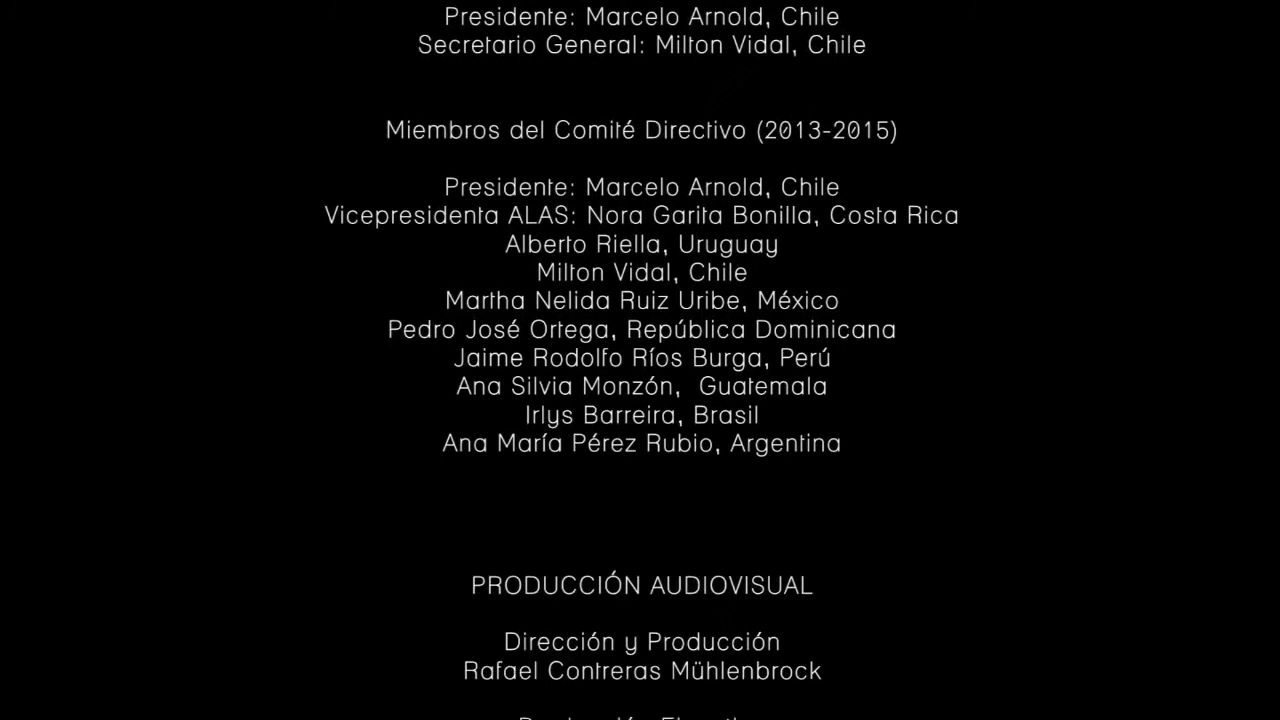 Presidente: Marcelo Arnold, Chile
Secretario General: Milton Vidal, Chile
Miembros del Comité Directivo (2013-2015)
Presidente: Marcelo Arnold, Chile
Vicepresidenta ALAS: Nora Garita Bonilla, Costa Rica
Alberto Riella, Uruguay
Milton Vidal, Chile
Martha Nelida Ruiz Uribe, México
Pedro José Ortega, República Dominicana
Jaime Rodolfo Ríos Burga, Perú
Ana Silvia Monzón,  Guatemala
Irlys Barreira, Brasil
Ana María Pérez Rubio, Argentina
PRODUCCIÓN AUDIOVISUAL
Dirección y Producción
Rafael Contreras Mühlenbrock